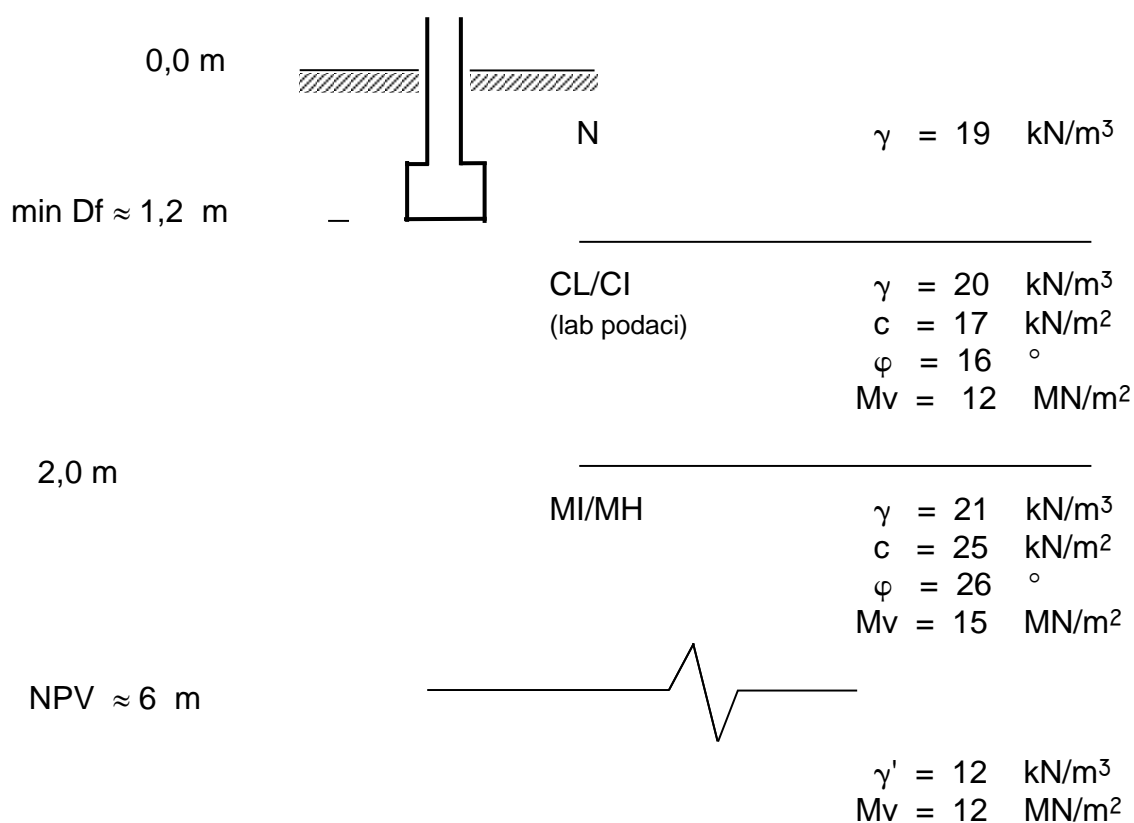 0,0 m
N γ = 19 kN/m³
min Df ≈ 1,2 m
CL/CI γ = 20 kN/m³
(lab podaci) c = 17 kN/m²
φ = 16 °
Mv = 12 MN/m²
2,0 m
MI/MH γ = 21 kN/m³
c = 25 kN/m²
φ = 26 °
Mv = 15 MN/m²
NPV ≈ 6 m
γ' = 12 kN/m³
Mv = 12 MN/m²